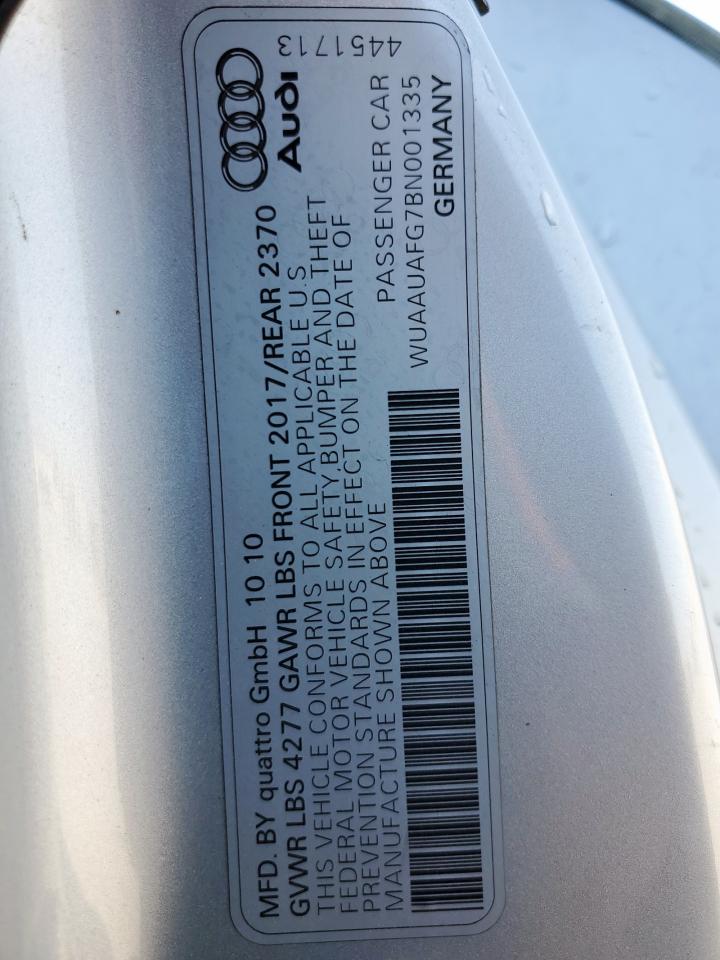 MFD. BY quattro GmbH 10 10
GVWR LBS 4277 GAWR LBS FRONT 2017/REAR 2370
THIS VEHICLE CONFORMS TO ALL APPLICABLE U.S
FEDERAL MOTOR VEHICLE SAFETY,BUMPER AND THEFT
PREVENTION STANDARDS IN EFFECT ON THE DATE OF
MANUFACTURE SHOWN ABOVE
Audi
4451713
PASSENGER CAR
WUAAUAFG7BN001335
GERMANY